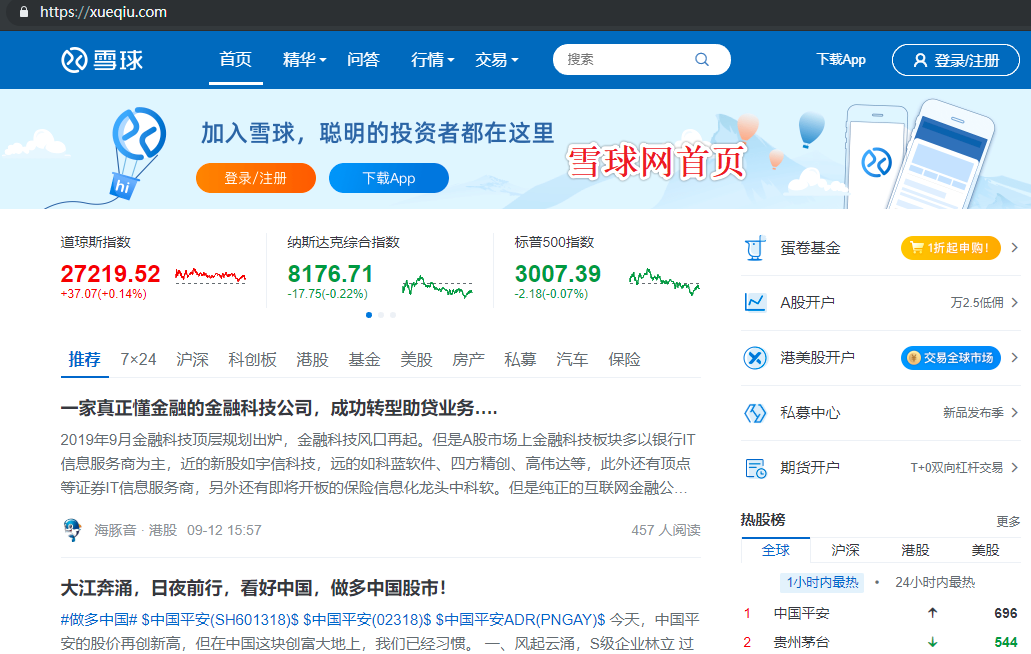 https://xueqiu.com
雪球 首页 精华 问答 行情 交易 搜索 下载App 登录/注册
加入雪球，聪明的投资者都在这里
登录/注册 下载App
hi
雪球网首页
道琼斯指数 纳斯达克综合指数 标普500指数
27219.52 8176.71 3007.39
+37.07(+0.14%) -17.75(-0.22%) -2.18(-0.07%)
蛋卷基金 1折起申购！
A股开户 万2.5低佣
港美股开户 交易全球市场
私募中心 新品发布季
期货开户 T+0双向杠杆交易
推荐 7×24 沪深 科创板 港股 基金 美股 房产 私募 汽车 保险
一家真正懂金融的金融科技公司，成功转型助贷业务....
2019年9月金融科技顶层规划出炉，金融科技风口再起。但是A股市场上金融科技板块多以银行IT
信息服务商为主，近的新股如宇信科技，远的如科蓝软件、四方精创、高伟达等，此外还有顶点
等证券IT信息服务商，另外还有即将开板的保险信息化龙头中科软。但是纯正的互联网金融公...
海豚音 · 港股 09-12 15:57 457 人阅读
大江奔涌，日夜前行，看好中国，做多中国股市！
#做多中国# $中国平安(SH601318)$ $中国平安(02318)$ $中国平安ADR(PNGAY)$ 今天，中国平
安的股价再创新高，但在中国这块创富大地上，我们已经习惯。 一、风起云涌，S级企业林立 过
热股榜 更多
全球 沪深 港股 美股
1小时内最热 • 24小时内最热
1 中国平安 ↑ 696
2 贵州茅台 ↓ 544